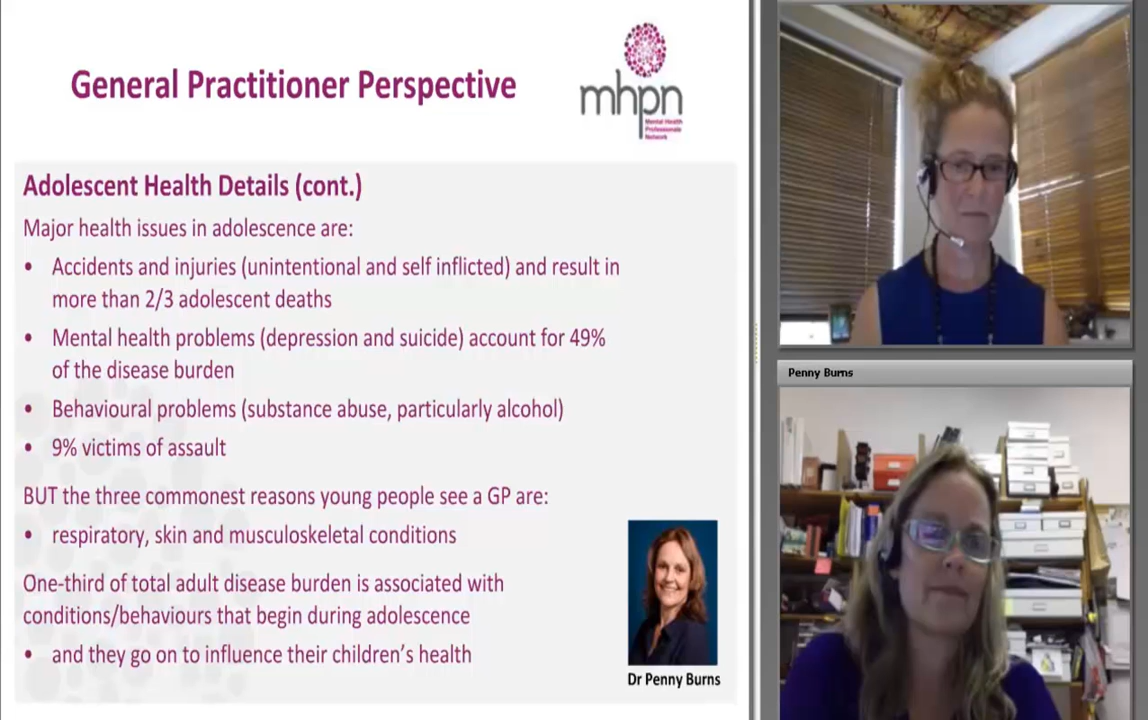 General Practitioner Perspective
mhpn
Mental Health
Professionals
Network
Adolescent Health Details (cont.)
Major health issues in adolescence are:
• Accidents and injuries (unintentional and self inflicted) and result in
more than 2/3 adolescent deaths
• Mental health problems (depression and suicide) account for 49%
of the disease burden
• Behavioural problems (substance abuse, particularly alcohol)
• 9% victims of assault
BUT the three commonest reasons young people see a GP are:
• respiratory, skin and musculoskeletal conditions
One-third of total adult disease burden is associated with
conditions/behaviours that begin during adolescence
• and they go on to influence their children's health
Dr Penny Burns
Penny Burns